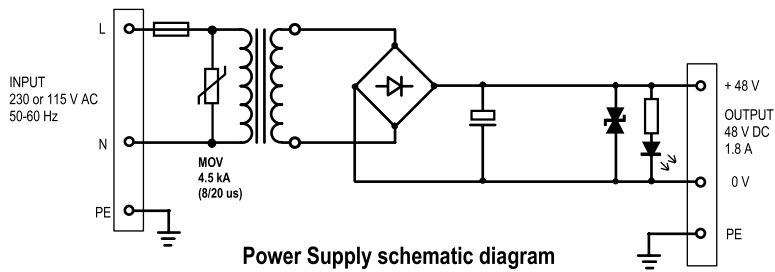 L
INPUT
230 or 115 V AC
50-60 Hz
N
MOV
4.5 kA
(8/20 us)
PE
+ 48 V
OUTPUT
48 V DC
1.8 A
0 V
PE
Power Supply schematic diagram